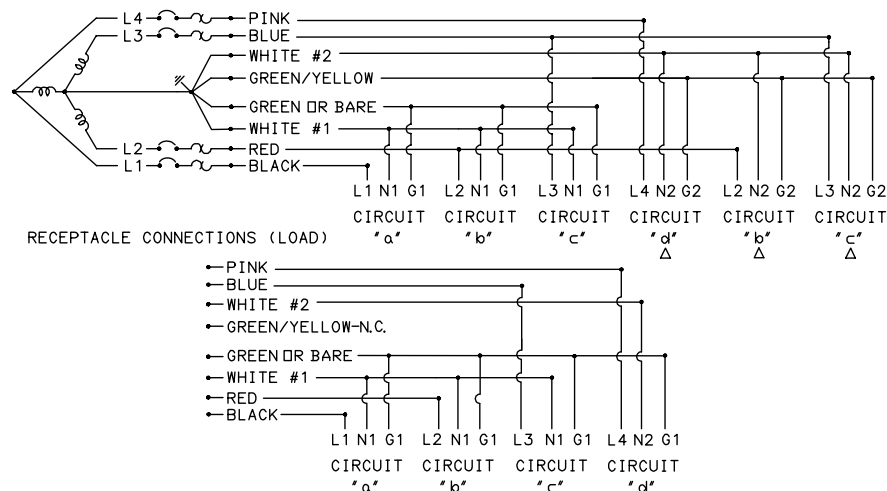 L4 PINK
L3 BLUE
WHITE #2
GREEN/YELLOW
GREEN OR BARE
WHITE #1
L2 RED
L1 BLACK
L1 N1 G1 L2 N1 G1 L3 N1 G1 L4 N2 G2 L2 N2 G2 L3 N2 G2
CIRCUIT CIRCUIT CIRCUIT CIRCUIT CIRCUIT CIRCUIT
"a" "b" "c" "d" "b" "c"
Δ Δ Δ
RECEPTACLE CONNECTIONS (LOAD)
PINK
BLUE
WHITE #2
GREEN/YELLOW-N.C.
GREEN OR BARE
WHITE #1
RED
BLACK
L1 N1 G1 L2 N1 G1 L3 N1 G1 L4 N2 G1
CIRCUIT CIRCUIT CIRCUIT CIRCUIT
"a" "b" "c" "d"